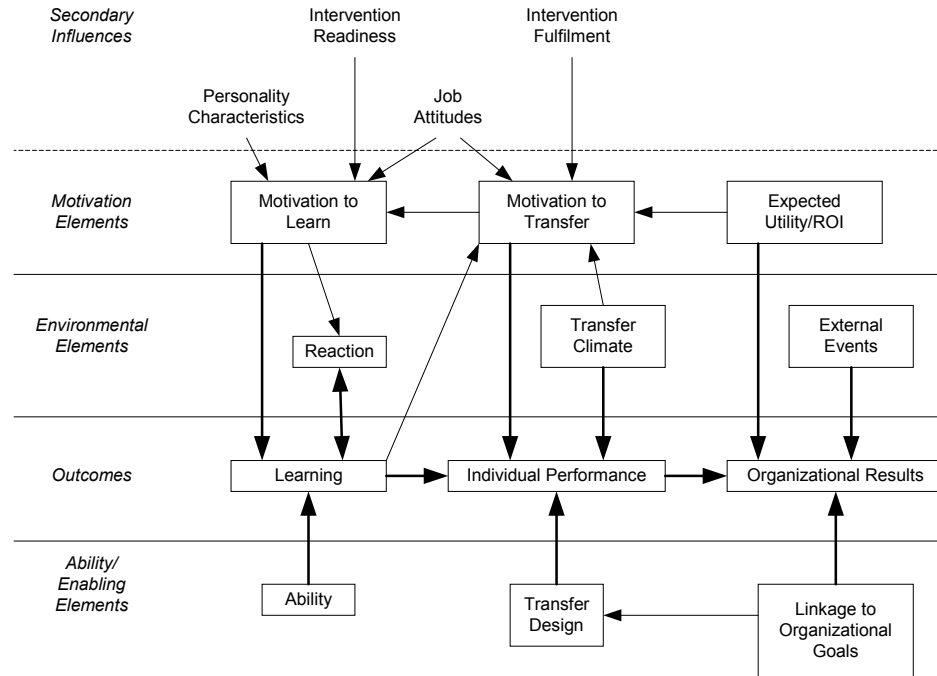 Secondary
Influences
Intervention
Readiness
Intervention
Fulfilment
Personality
Characteristics
Job
Attitudes
Motivation
Elements
Motivation to
Learn
Motivation to
Transfer
Expected
Utility/ROI
Environmental
Elements
Reaction
Transfer
Climate
External
Events
Outcomes
Learning
Individual Performance
Organizational Results
Ability/
Enabling
Elements
Ability
Transfer
Design
Linkage to
Organizational
Goals